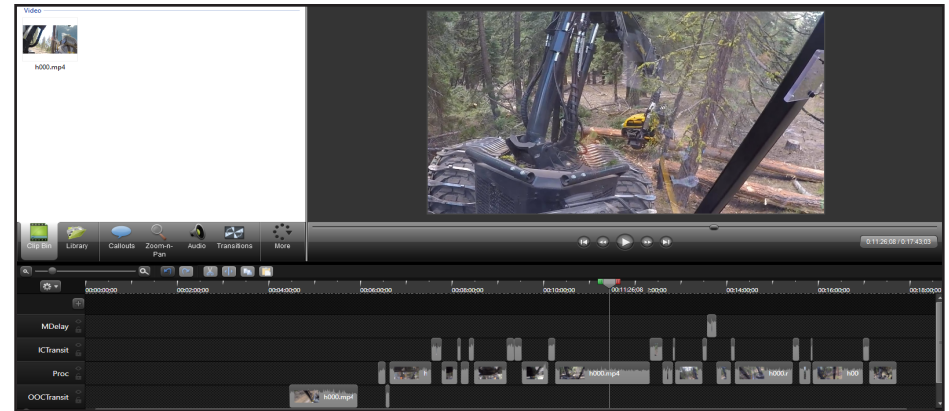 Video
h000.mp4
Clip Bin Library Callouts Zoom-n-Pan Audio Transitions More
0:11:26;08 / 0:17:43;03
00:00:00;00 00:02:00;00 00:04:00;00 00:06:00;00 00:08:00;00 00:10:00;00 00:11:26;08 00:14:00;00 00:16:00;00 00:18:00;00
MDelay
ICTransit
Proc h h000.mp4 h000.r h00
OOCTransit h000.mp4